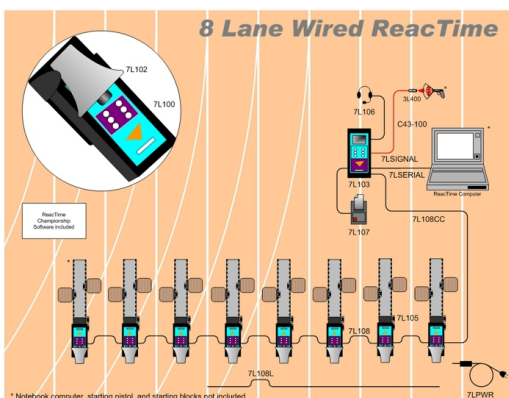 8 Lane Wired ReacTime
7L102
7L100
7L106
3L400
*
C43-100
*
7LSIGNAL
7LSERIAL
7L103
ReacTime Computer
ReacTime
Championship
Software included
7L107
7L108CC
*
7L105
7L108
7L108L
7LPWR
* Notebook computer, starting pistol, and starting blocks not included